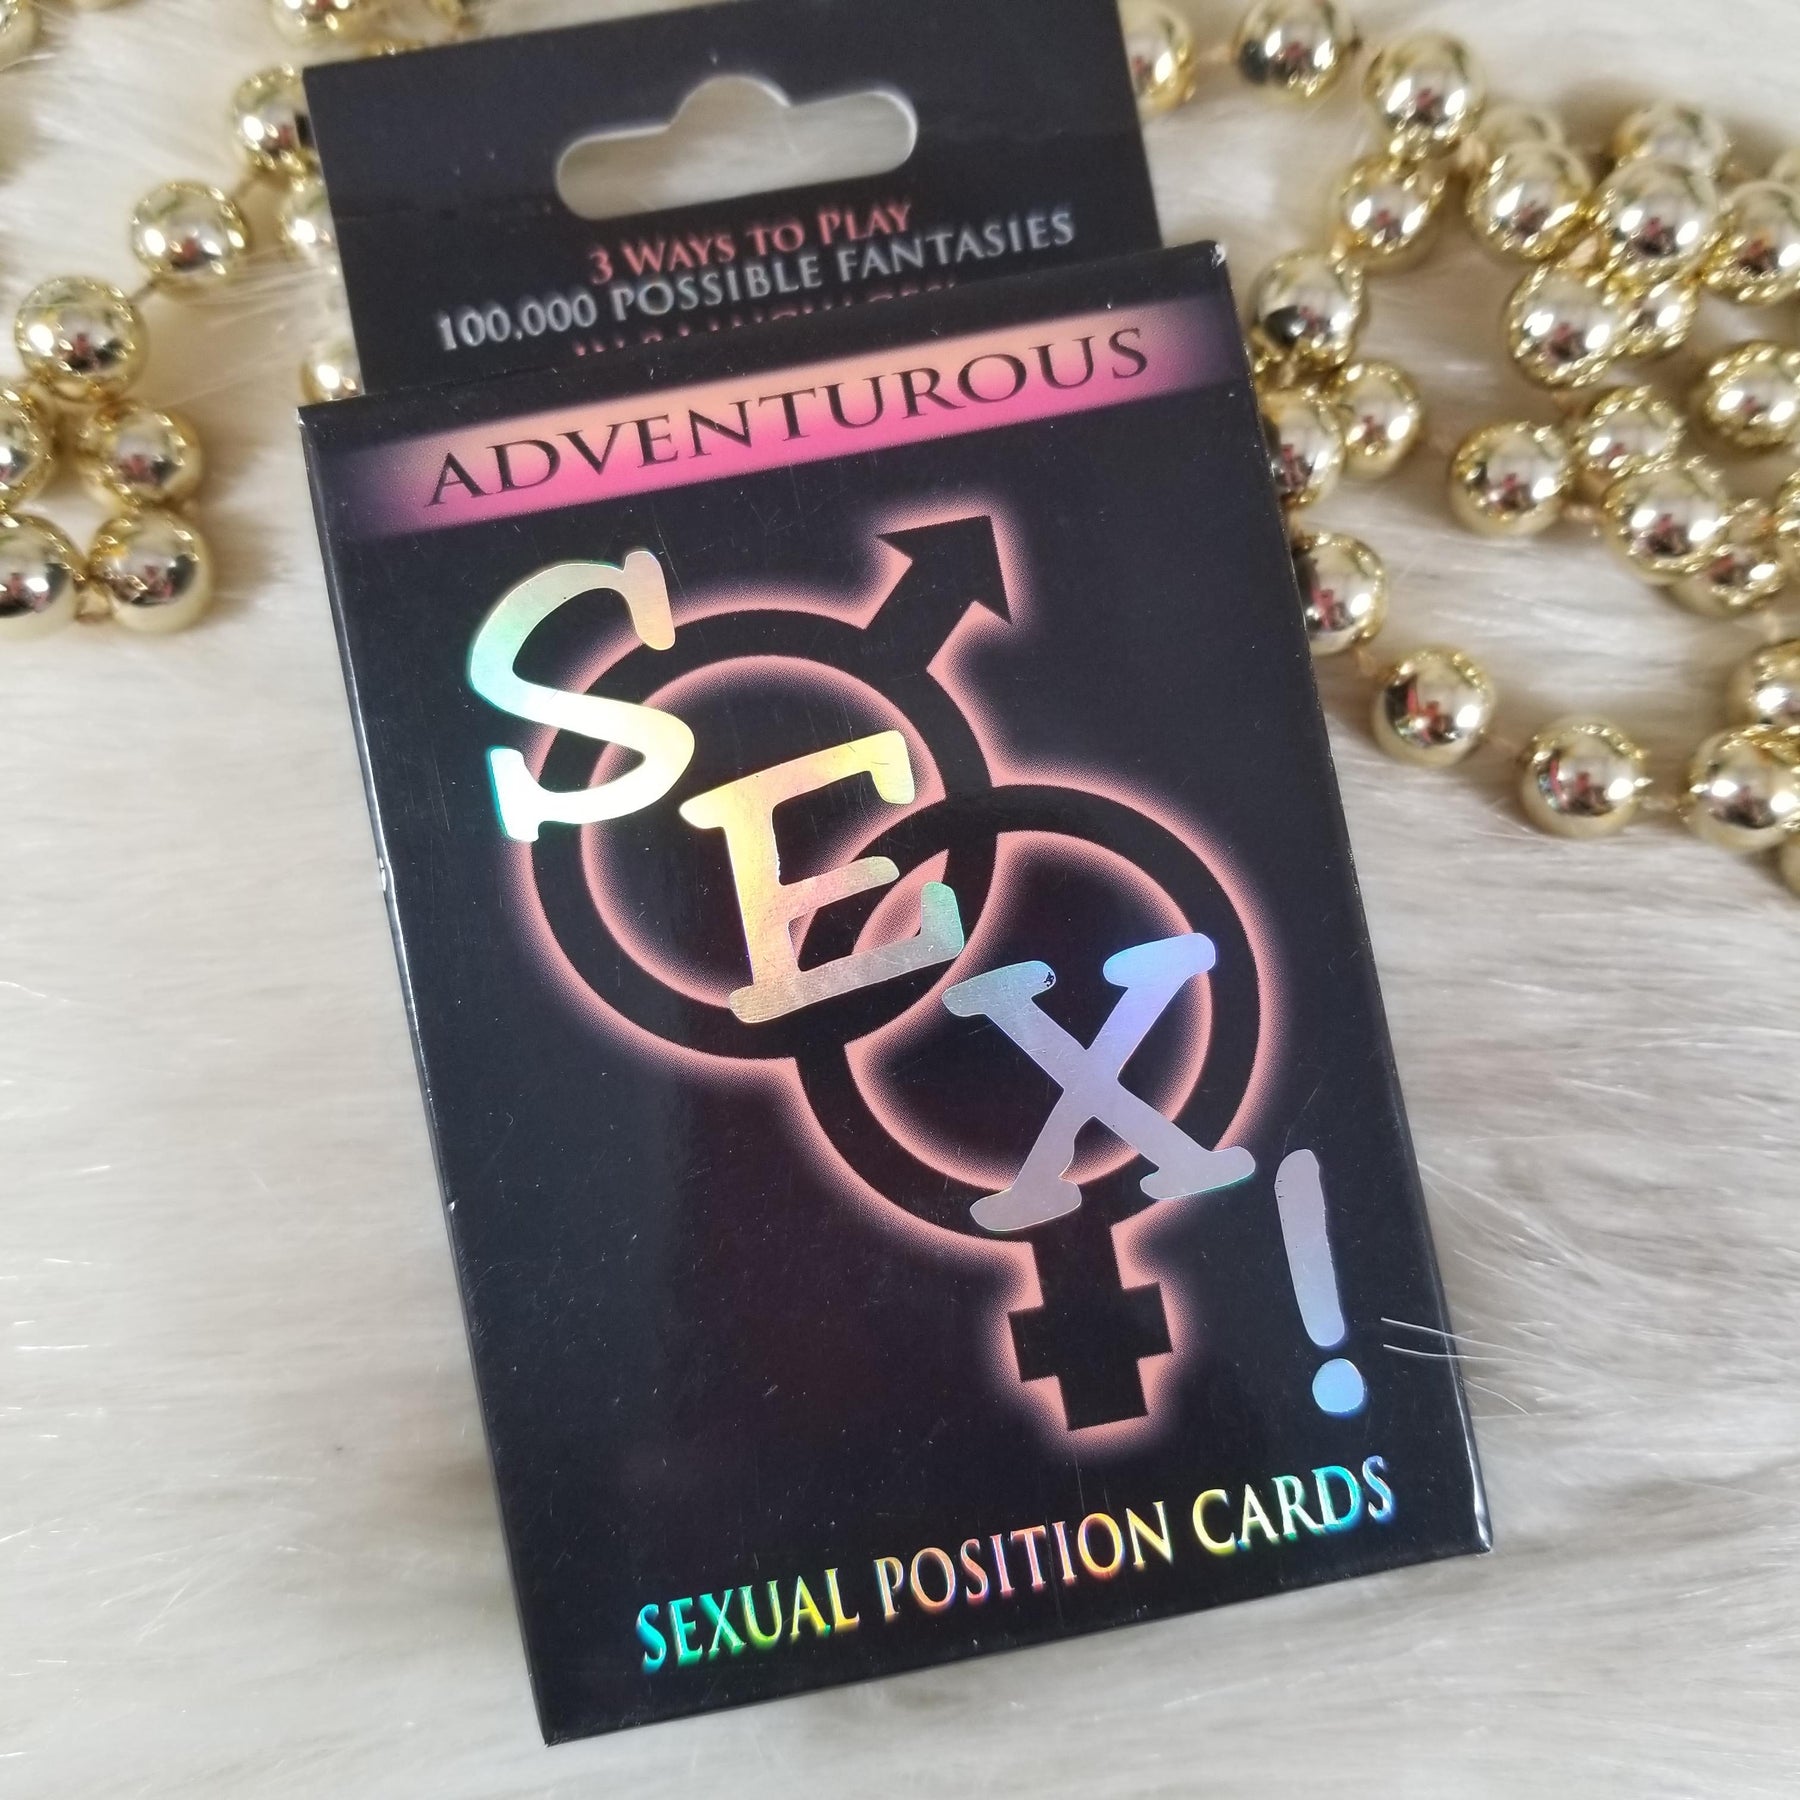 3 WAYS TO PLAY
100,000 POSSIBLE FANTASIES
ADVENTUROUS
SEX!
SEXUAL POSITION CARDS